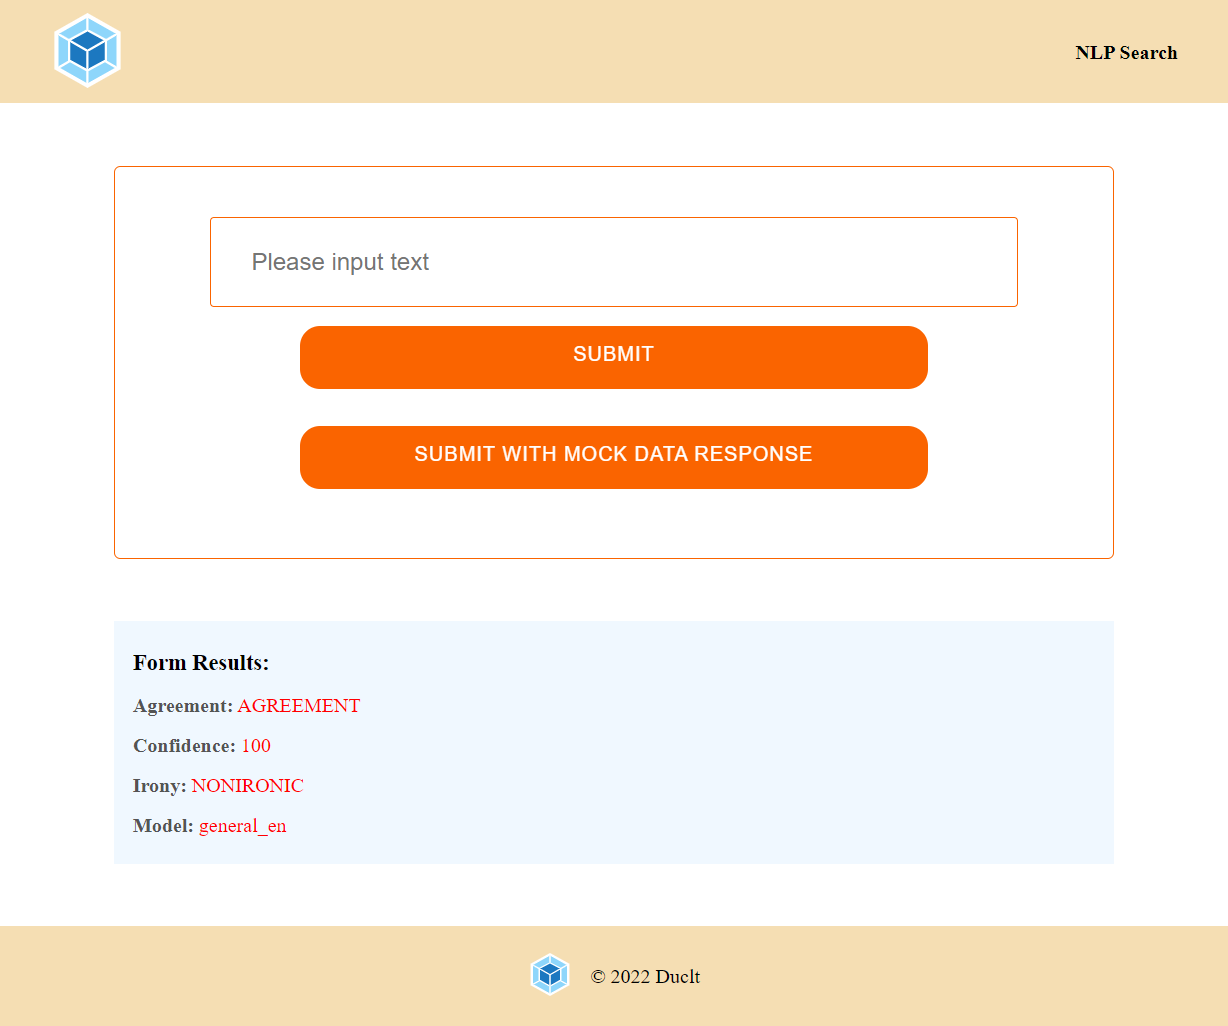 NLP Search
Please input text
SUBMIT
SUBMIT WITH MOCK DATA RESPONSE
Form Results:
Agreement: AGREEMENT
Confidence: 100
Irony: NONIRONIC
Model: general_en
© 2022 Duclt